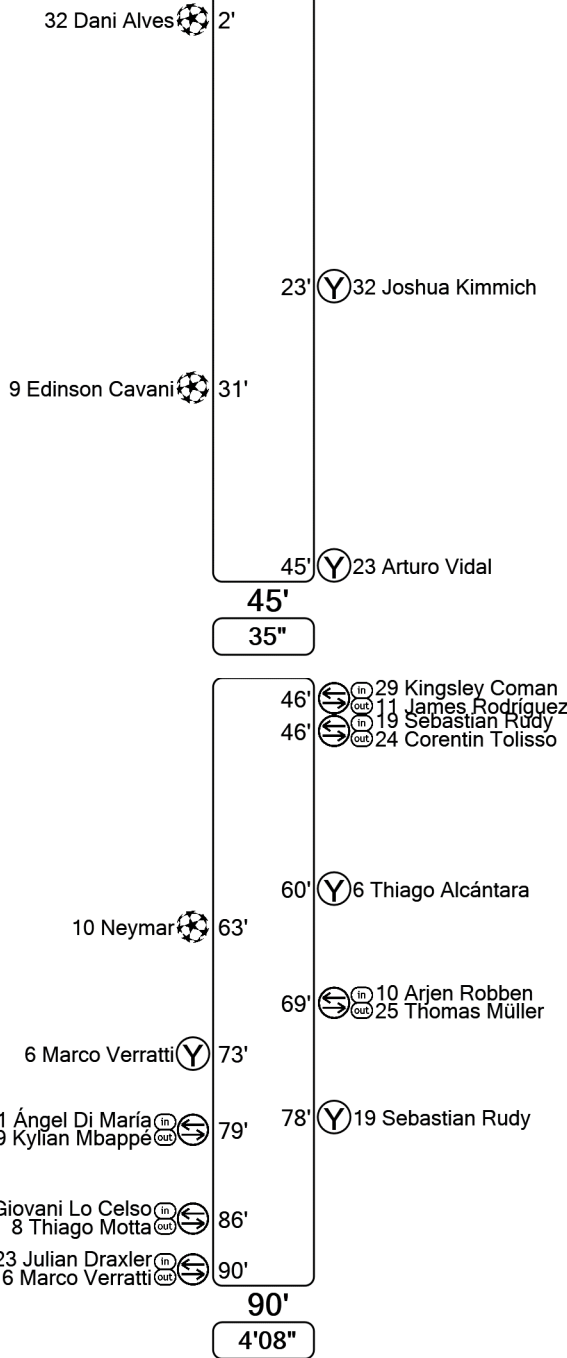 32 Dani Alves 2'
23' Y 32 Joshua Kimmich
9 Edinson Cavani 31'
45' Y 23 Arturo Vidal
45'
35"
46' in 29 Kingsley Coman
out 11 James Rodríguez
46' in 19 Sebastian Rudy
out 24 Corentin Tolisso
60' Y 6 Thiago Alcántara
10 Neymar 63'
69' in 10 Arjen Robben
out 25 Thomas Müller
6 Marco Verratti Y 73'
78' Y 19 Sebastian Rudy
1 Ángel Di María in
9 Kylian Mbappé out 79'
Giovani Lo Celso in
8 Thiago Motta out 86'
23 Julian Draxler in
6 Marco Verratti out 90'
90'
4'08"